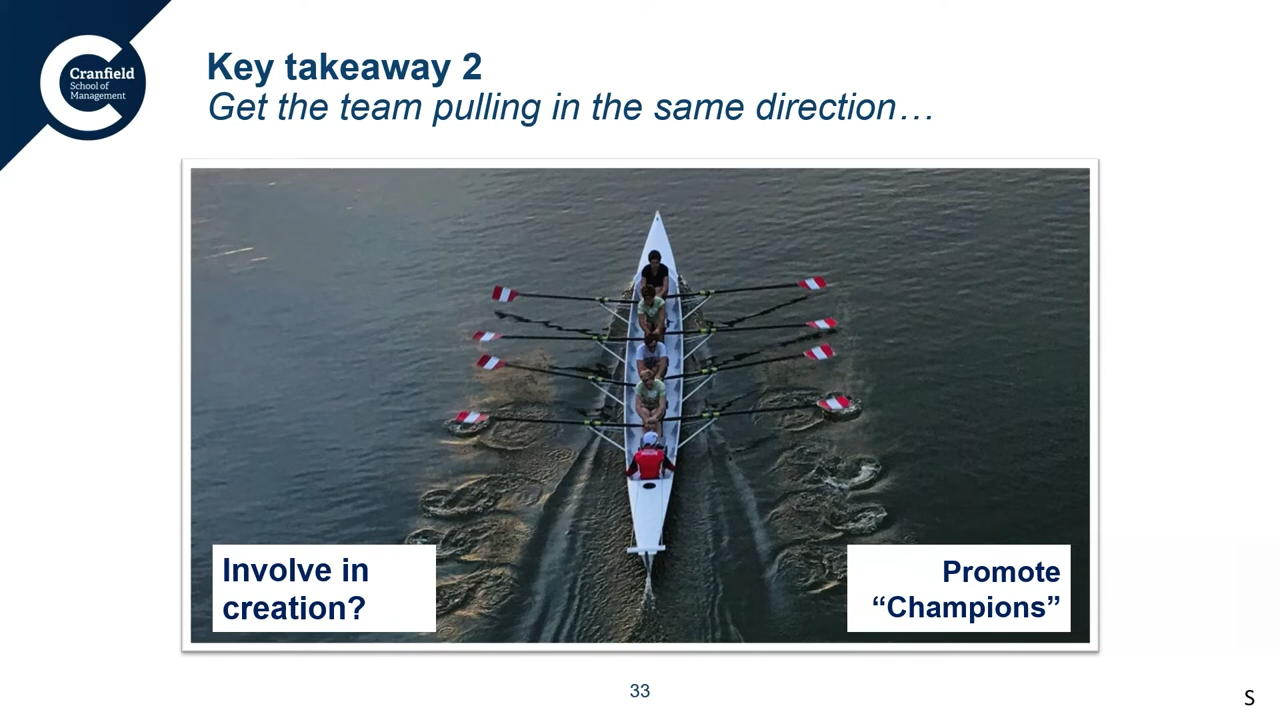 Cranfield
School of
Management
Key takeaway 2
Get the team pulling in the same direction…
Involve in
creation?
Promote
“Champions”
33
S